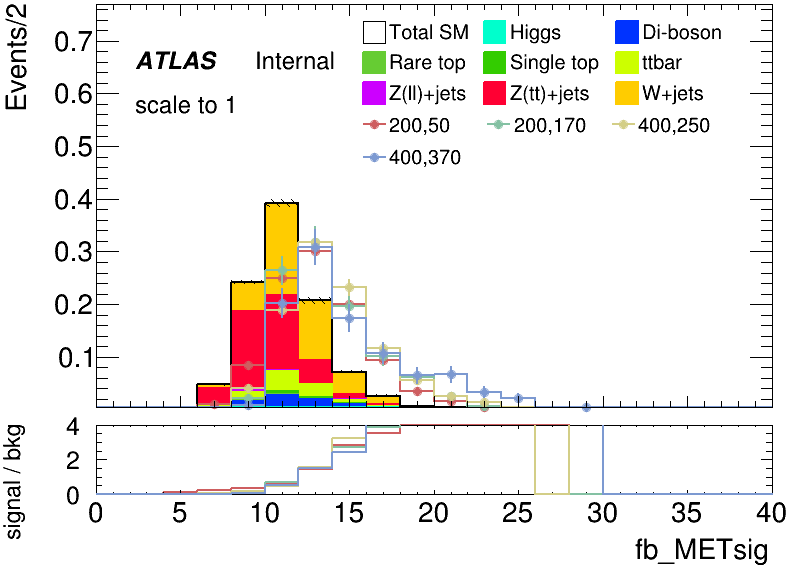 Events/2
0.7
0.6
0.5
0.4
0.3
0.2
0.1
ATLAS Internal
scale to 1
Total SM Higgs Di-boson
Rare top Single top ttbar
Z(ll)+jets Z(tt)+jets W+jets
200,50 200,170 400,250
400,370
signal / bkg
4
2
0
0 5 10 15 20 25 30 35 40
fb_METsig